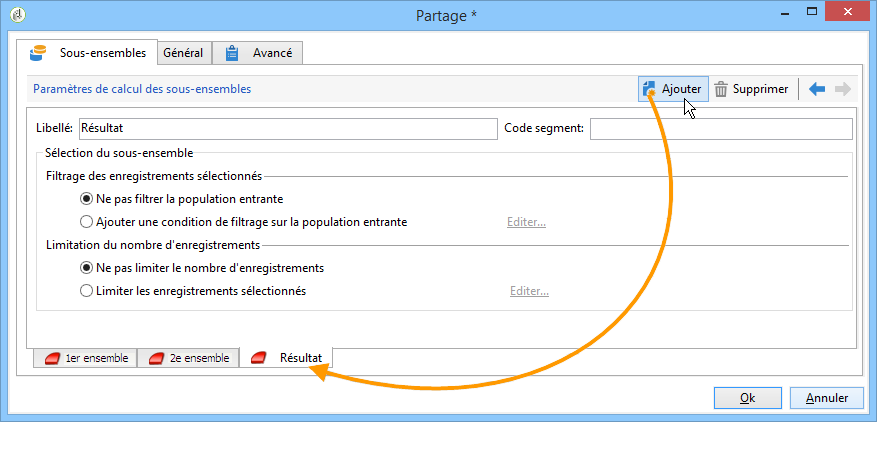 Partage *
Sous-ensembles Général Avancé
Paramètres de calcul des sous-ensembles Ajouter Supprimer
Libellé: Résultat Code segment:
Sélection du sous-ensemble
Filtrage des enregistrements sélectionnés
Ne pas filtrer la population entrante
Ajouter une condition de filtrage sur la population entrante Editer...
Limitation du nombre d'enregistrements
Ne pas limiter le nombre d'enregistrements
Limiter les enregistrements sélectionnés Editer...
1er ensemble 2e ensemble Résultat
Ok Annuler